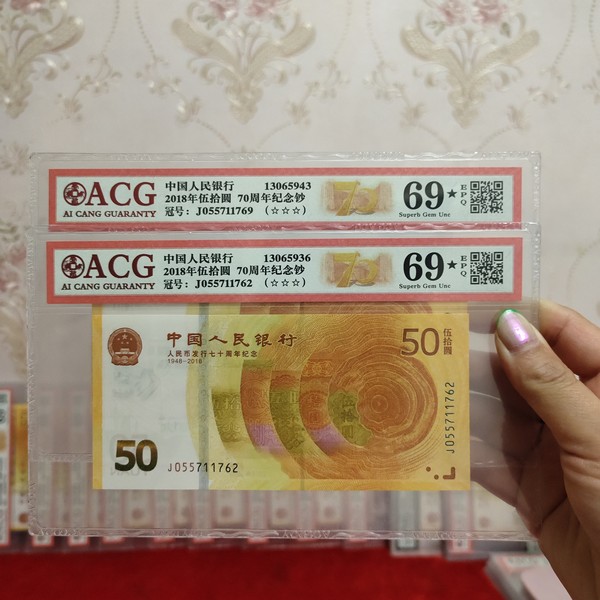 ACG
AI CANG GUARANTY
中国人民银行 13065943
2018年伍拾圆 70周年纪念钞
冠号: J055711769 (☆☆☆)
70
69★
EPQ
Superb Gem Unc
ACG
AI CANG GUARANTY
中国人民银行 13065936
2018年伍拾圆 70周年纪念钞
冠号: J055711762 (☆☆☆)
70
69★
EPQ
Superb Gem Unc
中国人民银行
人民币发行七十周年纪念
1948-2018
50
伍拾圆
J055711762
50
J055711762